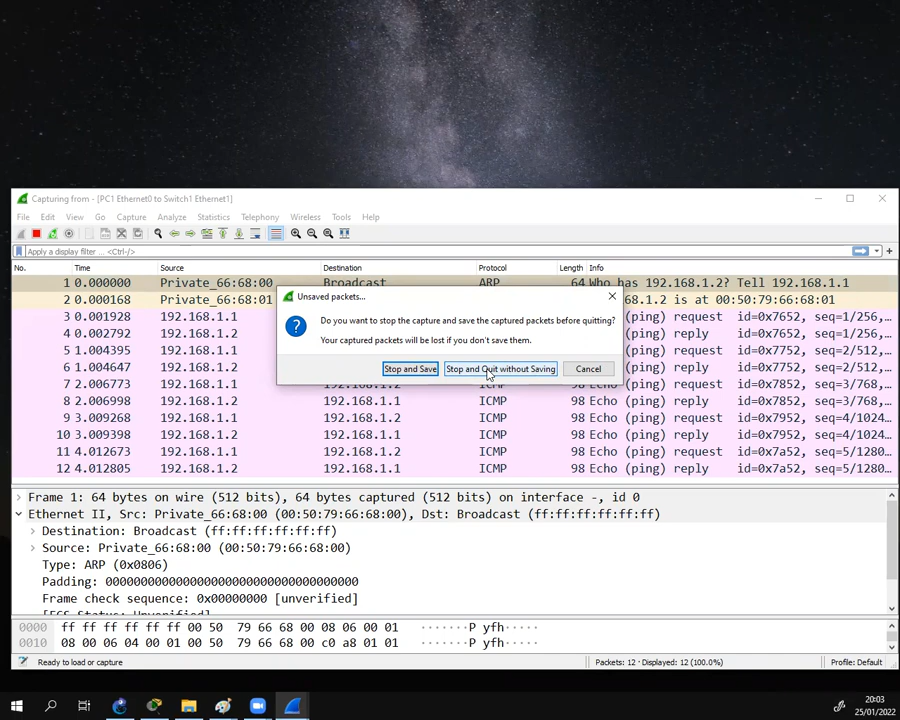 Capturing from - [PC1 Ethernet0 to Switch1 Ethernet1]
File Edit View Go Capture Analyze Statistics Telephony Wireless Tools Help
Apply a display filter ... <Ctrl-/>
No. Time Source Destination Protocol Length Info
1 0.000000 Private_66:68:00 Broadcast ARP 64 Who has 192.168.1.2? Tell 192.168.1.1
2 0.000168 Private_66:68:01 68.1.2 is at 00:50:79:66:68:01
3 0.001928 192.168.1.1 (ping) request id=0x7652, seq=1/256,…
4 0.002792 192.168.1.2 (ping) reply id=0x7652, seq=1/256,…
5 0.004395 192.168.1.1 (ping) request id=0x7752, seq=2/512,…
6 0.004647 192.168.1.2 (ping) reply id=0x7752, seq=2/512,…
7 0.006773 192.168.1.1 192.168.1.2 ICMP 98 Echo (ping) request id=0x7852, seq=3/768,…
8 0.006998 192.168.1.2 192.168.1.1 ICMP 98 Echo (ping) reply id=0x7852, seq=3/768,…
9 0.009268 192.168.1.1 192.168.1.2 ICMP 98 Echo (ping) request id=0x7952, seq=4/1024…
10 0.009398 192.168.1.2 192.168.1.1 ICMP 98 Echo (ping) reply id=0x7952, seq=4/1024…
11 4.012673 192.168.1.1 192.168.1.2 ICMP 98 Echo (ping) request id=0x7a52, seq=5/1280…
12 4.012805 192.168.1.2 192.168.1.1 ICMP 98 Echo (ping) reply id=0x7a52, seq=5/1280…
Unsaved packets...
Do you want to stop the capture and save the captured packets before quitting?
Your captured packets will be lost if you don't save them.
Stop and Save Stop and Quit without Saving Cancel
Frame 1: 64 bytes on wire (512 bits), 64 bytes captured (512 bits) on interface -, id 0
Ethernet II, Src: Private_66:68:00 (00:50:79:66:68:00), Dst: Broadcast (ff:ff:ff:ff:ff:ff)
Destination: Broadcast (ff:ff:ff:ff:ff:ff)
Source: Private_66:68:00 (00:50:79:66:68:00)
Type: ARP (0x0806)
Padding: 000000000000000000000000000000000000
Frame check sequence: 0x00000000 [unverified]
[FCS Status: Unverified]
0000 ff ff ff ff ff ff 00 50 79 66 68 00 08 06 00 01 ·······P yfh·····
0010 08 00 06 04 00 01 00 50 79 66 68 00 c0 a8 01 01 ·······P yfh·····
Ready to load or capture Packets: 12 · Displayed: 12 (100.0%) Profile: Default
20:03
25/01/2022